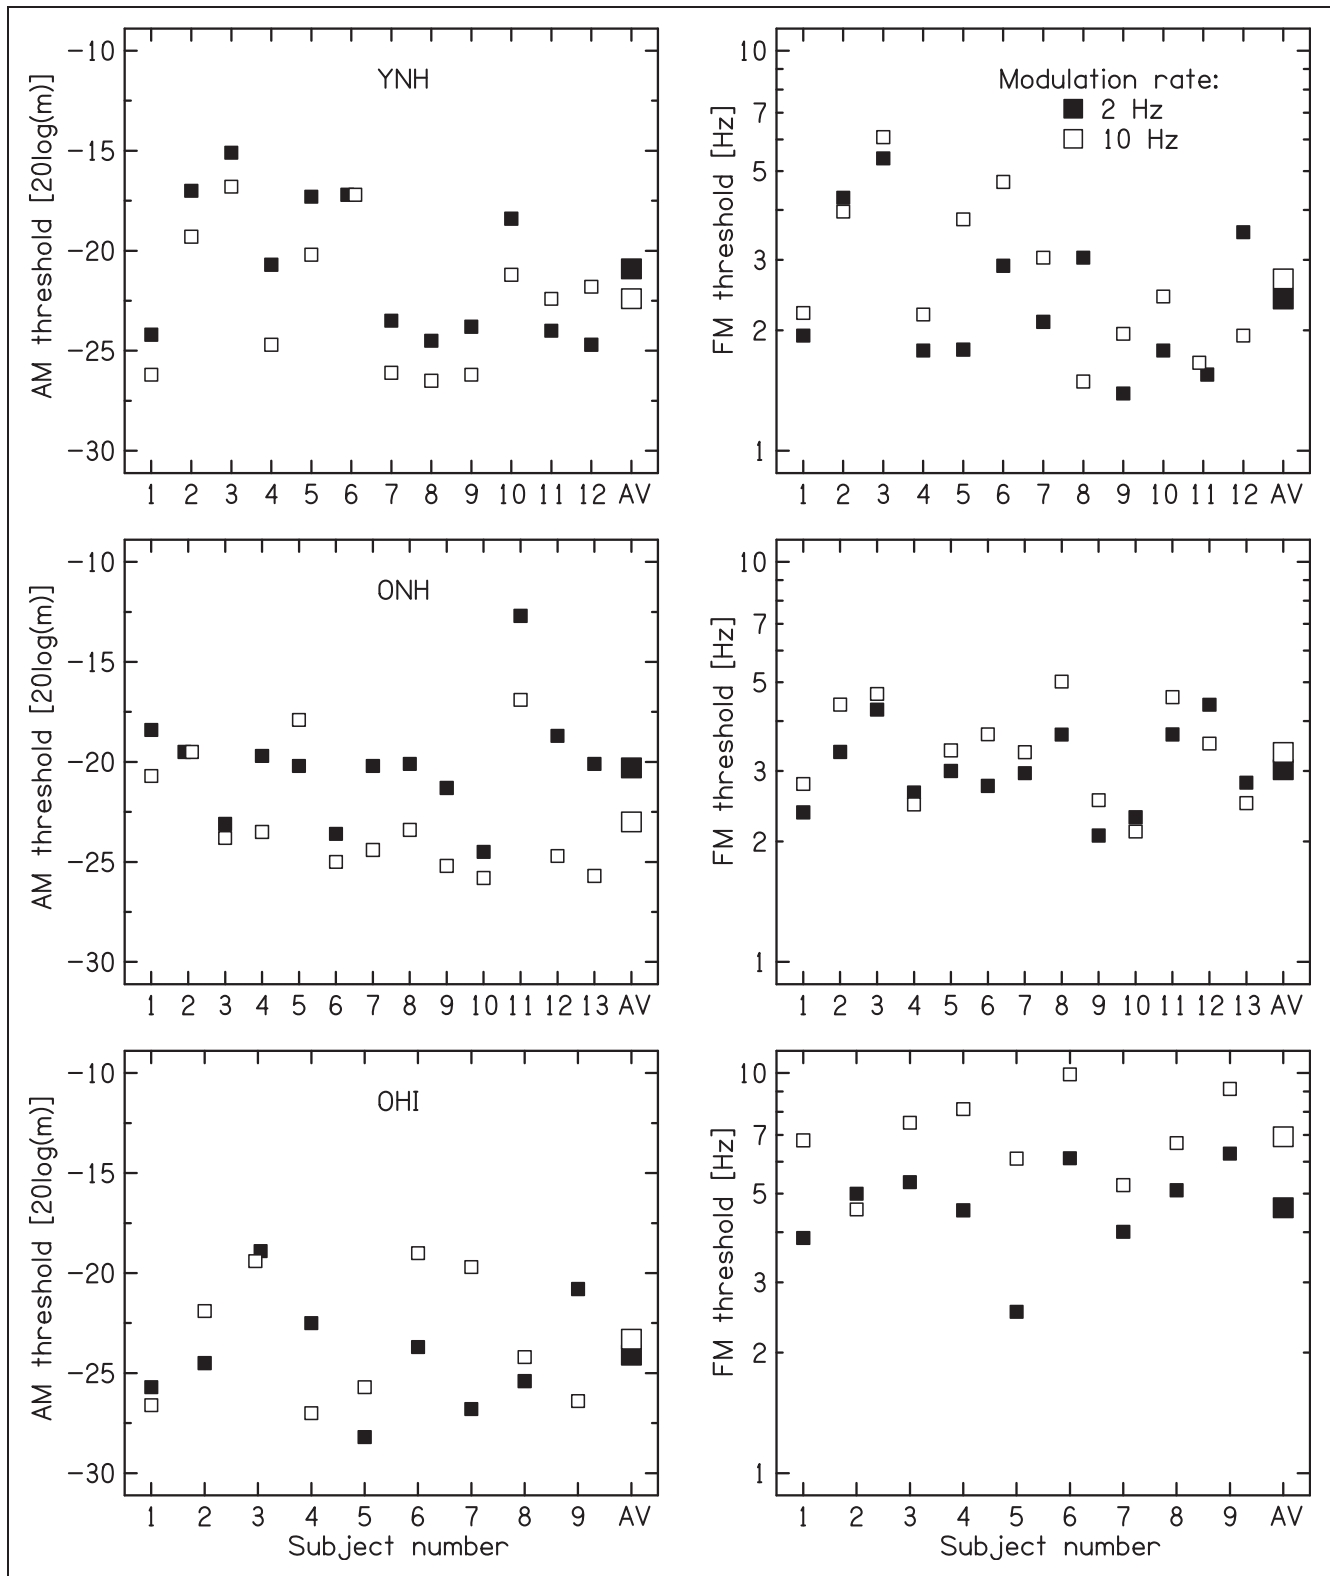 YNH
AM threshold [20log(m)]
-10
-15
-20
-25
-30
1 2 3 4 5 6 7 8 9 10 11 12 AV
Modulation rate:
2 Hz
10 Hz
FM threshold [Hz]
10
7
5
3
2
1
1 2 3 4 5 6 7 8 9 10 11 12 AV
ONH
AM threshold [20log(m)]
-10
-15
-20
-25
-30
1 2 3 4 5 6 7 8 9 10 11 12 13 AV
FM threshold [Hz]
10
7
5
3
2
1
1 2 3 4 5 6 7 8 9 10 11 12 13 AV
OHI
AM threshold [20log(m)]
-10
-15
-20
-25
-30
1 2 3 4 5 6 7 8 9 AV
Subject number
FM threshold [Hz]
10
7
5
3
2
1
1 2 3 4 5 6 7 8 9 AV
Subject number